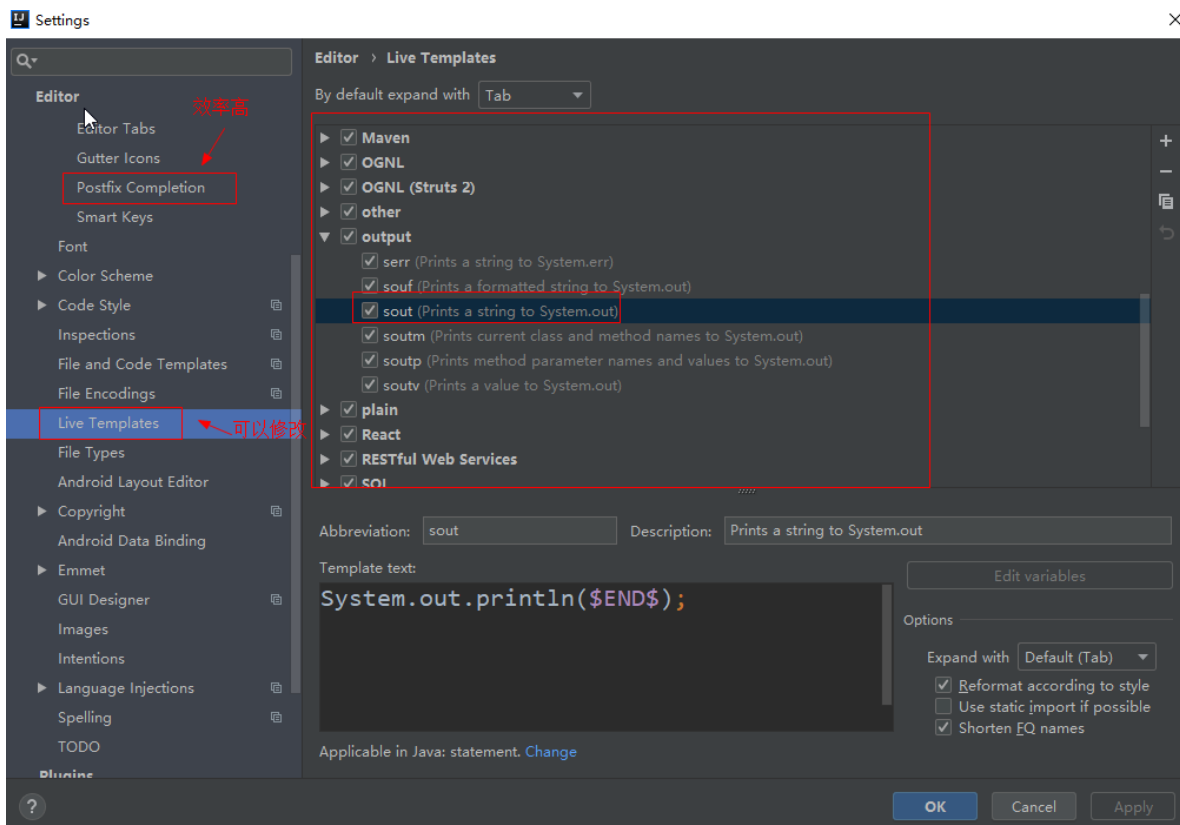 Settings
Editor
效率高
Editor Tabs
Gutter Icons
Postfix Completion
Smart Keys
Font
Color Scheme
Code Style
Inspections
File and Code Templates
File Encodings
Live Templates
可以修改
File Types
Android Layout Editor
Copyright
Android Data Binding
Emmet
GUI Designer
Images
Intentions
Language Injections
Spelling
TODO
Plugins
Editor › Live Templates
By default expand with Tab
Maven
OGNL
OGNL (Struts 2)
other
output
serr (Prints a string to System.err)
souf (Prints a formatted string to System.out)
sout (Prints a string to System.out)
soutm (Prints current class and method names to System.out)
soutp (Prints method parameter names and values to System.out)
soutv (Prints a value to System.out)
plain
React
RESTful Web Services
SQL
Abbreviation: sout Description: Prints a string to System.out
Template text:
System.out.println($END$);
Edit variables
Options
Expand with Default (Tab)
Reformat according to style
Use static import if possible
Shorten FQ names
Applicable in Java: statement. Change
? OK Cancel Apply